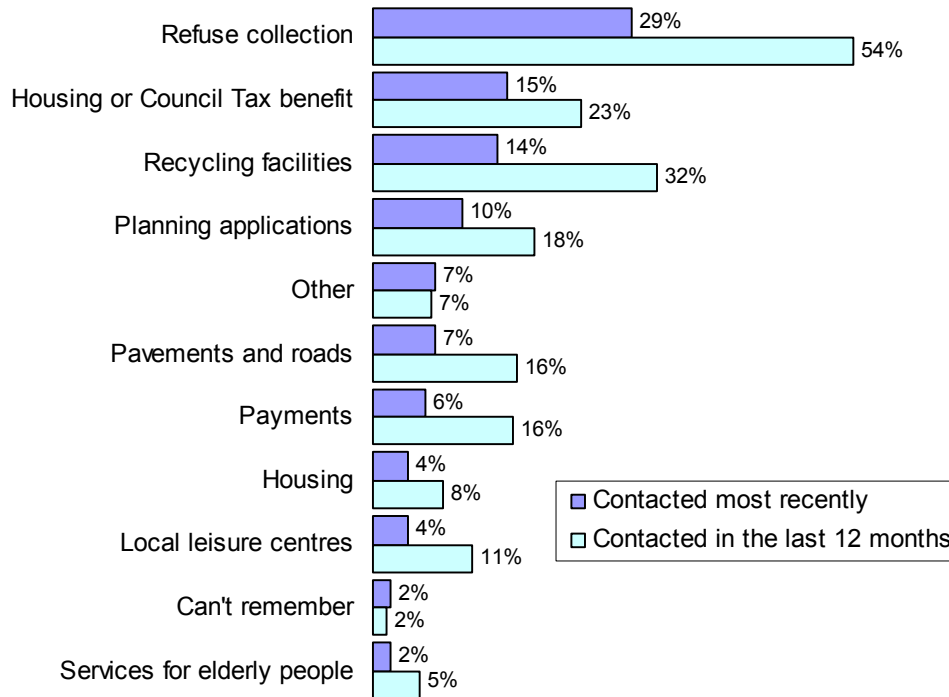 Refuse collection
29%
54%
Housing or Council Tax benefit
15%
23%
Recycling facilities
14%
32%
Planning applications
10%
18%
Other
7%
7%
Pavements and roads
7%
16%
Payments
6%
16%
Housing
4%
8%
Local leisure centres
4%
11%
Can't remember
2%
2%
Services for elderly people
2%
5%
Contacted most recently
Contacted in the last 12 months